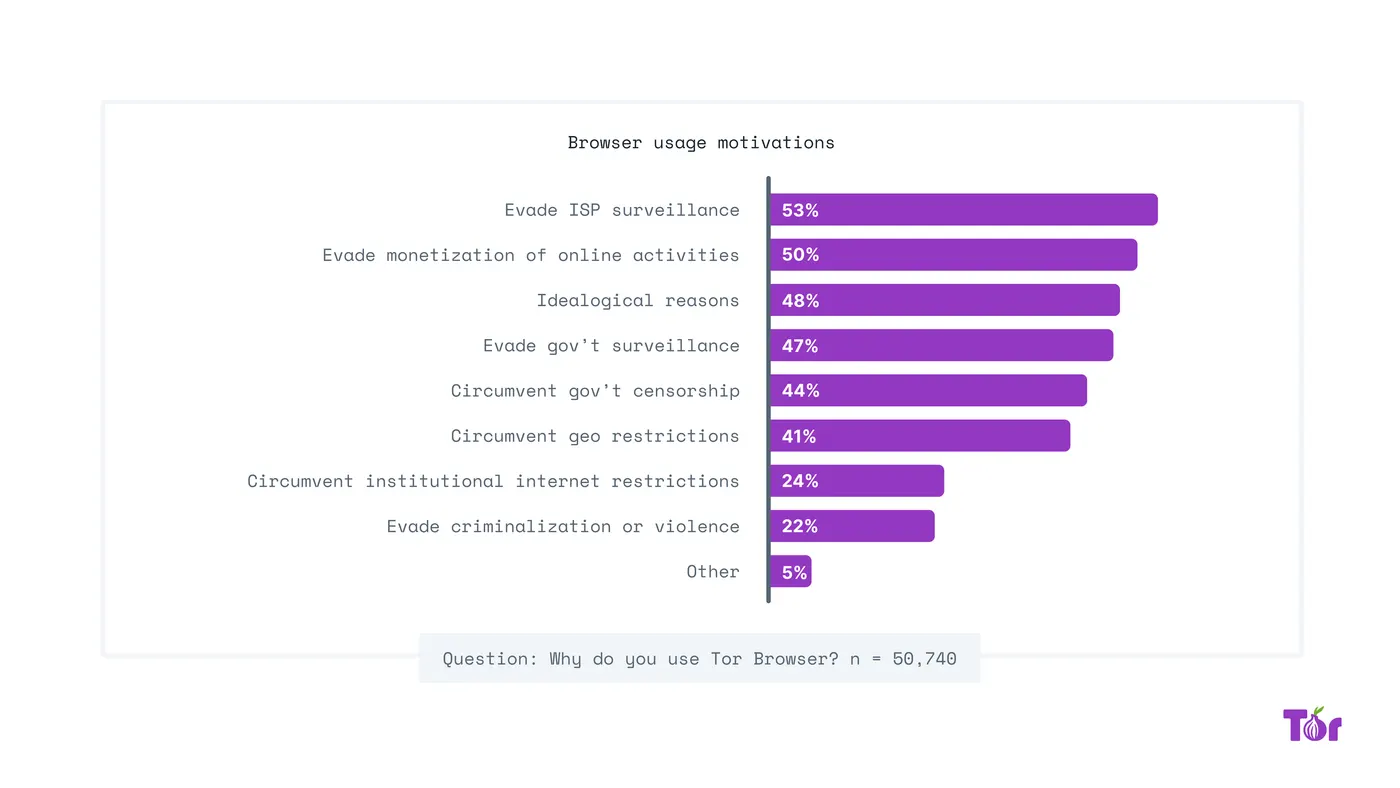 Browser usage motivations
Evade ISP surveillance 53%
Evade monetization of online activities 50%
Idealogical reasons 48%
Evade gov't surveillance 47%
Circumvent gov't censorship 44%
Circumvent geo restrictions 41%
Circumvent institutional internet restrictions 24%
Evade criminalization or violence 22%
Other 5%
Question: Why do you use Tor Browser? n = 50,740
Tor